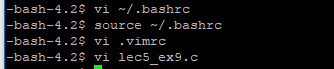 -bash-4.2$ vi ~/.bashrc
-bash-4.2$ source ~/.bashrc
-bash-4.2$ vi .vimrc
-bash-4.2$ vi lec5_ex9.c